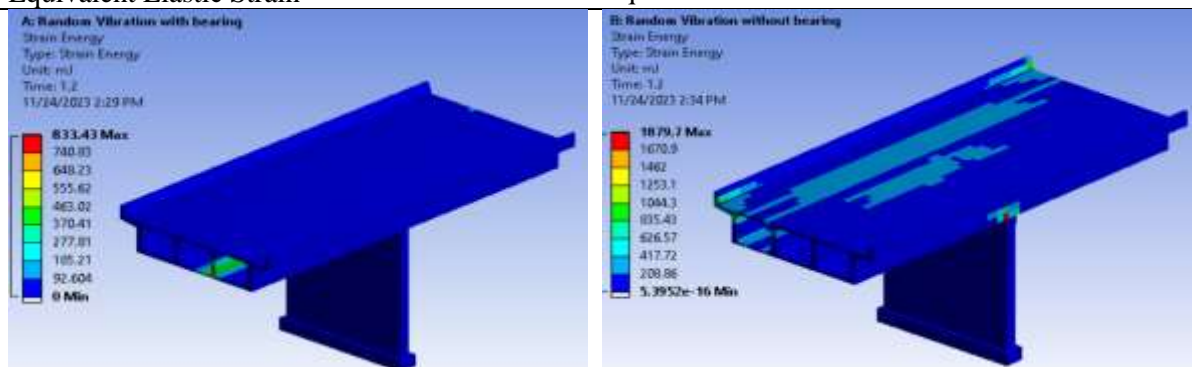 Equivalent Elastic Strain
A: Random Vibration with bearing
Strain Energy
Type: Strain Energy
Unit: mJ
Time: 1.2
11/24/2023 2:29 PM
833.43 Max
740.83
648.23
555.62
463.02
370.41
277.81
185.21
92.604
0 Min
B: Random Vibration without bearing
Strain Energy
Type: Strain Energy
Unit: mJ
Time: 1.2
11/24/2023 2:34 PM
1879.7 Max
1670.9
1462
1253.1
1044.3
835.43
626.57
417.72
208.86
5.3952e-16 Min